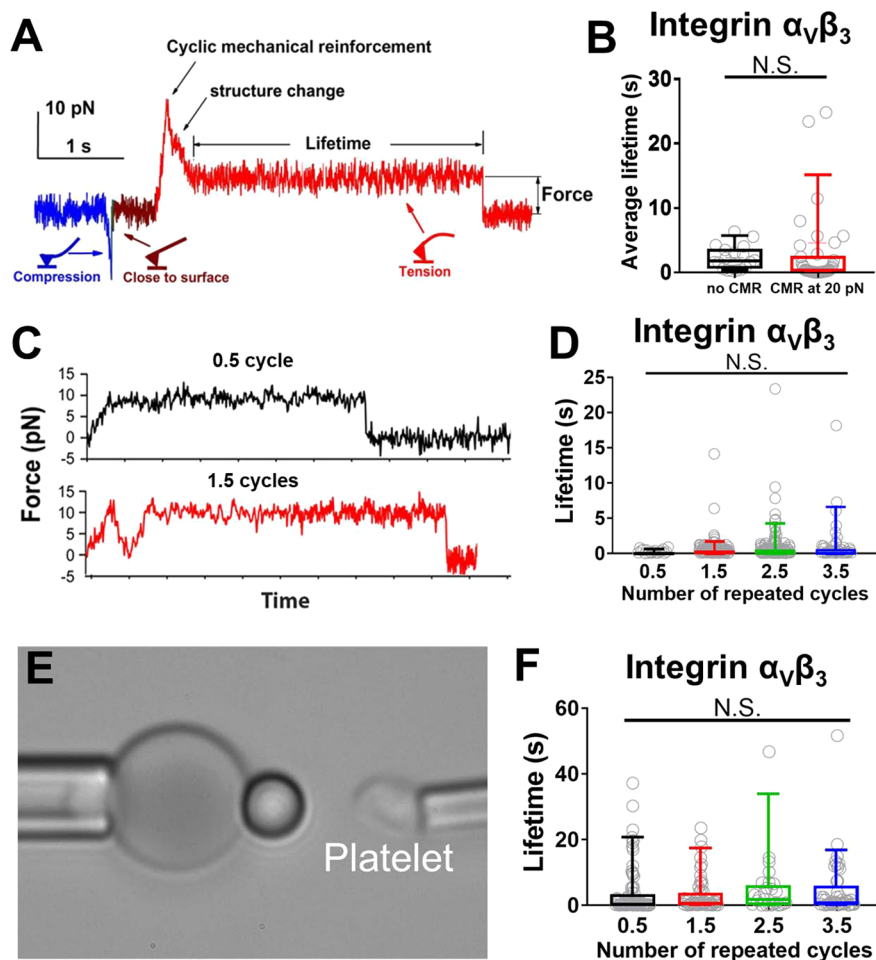 A
Cyclic mechanical reinforcement
structure change
10 pN
1 s
Lifetime
Force
Compression
Close to surface
Tension
B
Integrin αVβ3
N.S.
Average lifetime (s)
30
20
10
0
no CMR
CMR at 20 pN
C
0.5 cycle
15
10
5
0
-5
1.5 cycles
15
10
5
0
-5
Force (pN)
Time
D
Integrin αVβ3
N.S.
Lifetime (s)
25
20
15
10
5
0
0.5 1.5 2.5 3.5
Number of repeated cycles
E
Platelet
F
Integrin αVβ3
N.S.
Lifetime (s)
60
40
20
0
0.5 1.5 2.5 3.5
Number of repeated cycles